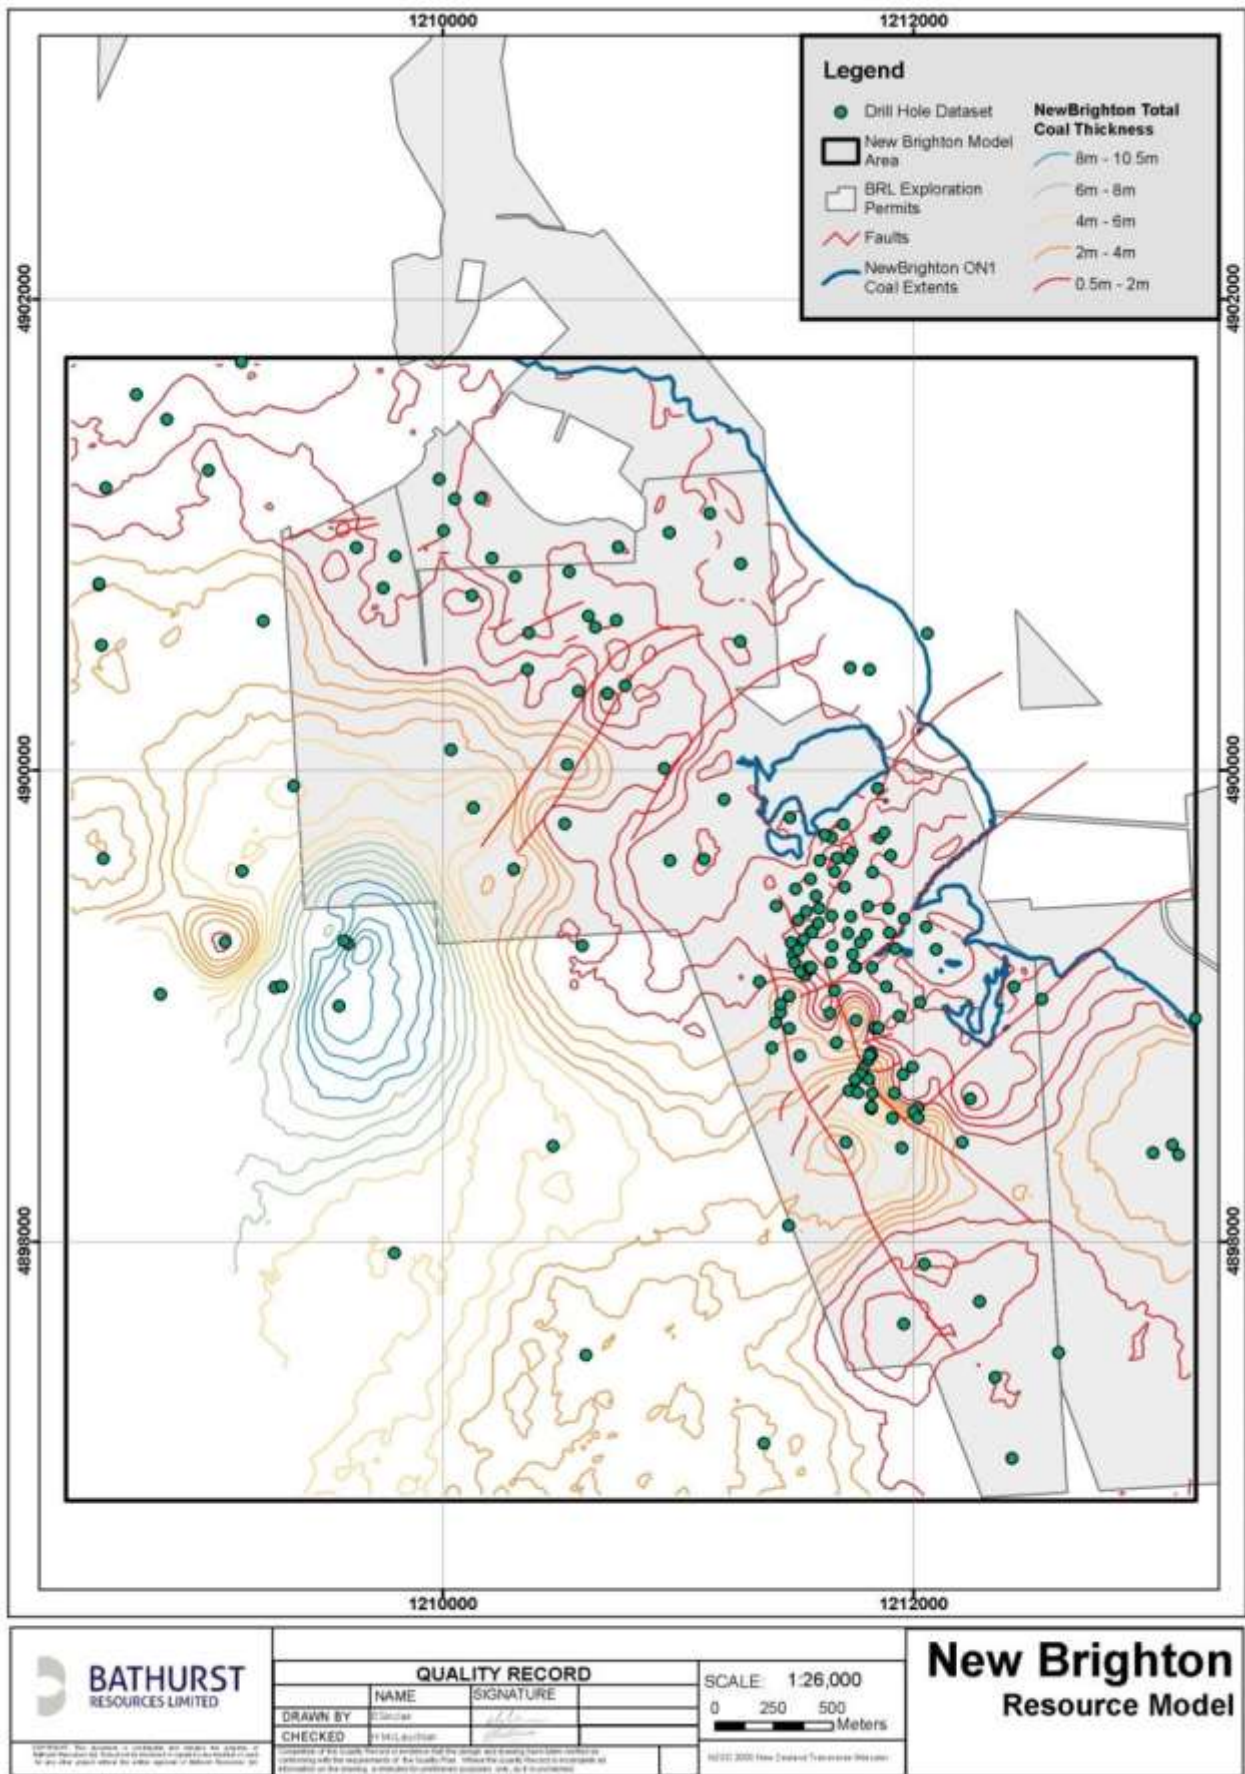 1210000
1212000
Legend
Drill Hole Dataset
New Brighton Model
Area
BRL Exploration
Permits
Faults
NewBrighton ON1
Coal Extents
NewBrighton Total
Coal Thickness
8m - 10.5m
6m - 8m
4m - 6m
2m - 4m
0.5m - 2m
4902000
4902000
4900000
4900000
4898000
4898000
1210000
1212000
BATHURST
RESOURCES LIMITED
QUALITY RECORD
NAME
SIGNATURE
DRAWN BY
CHECKED
SCALE: 1:26,000
0 250 500
Meters
New Brighton
Resource Model